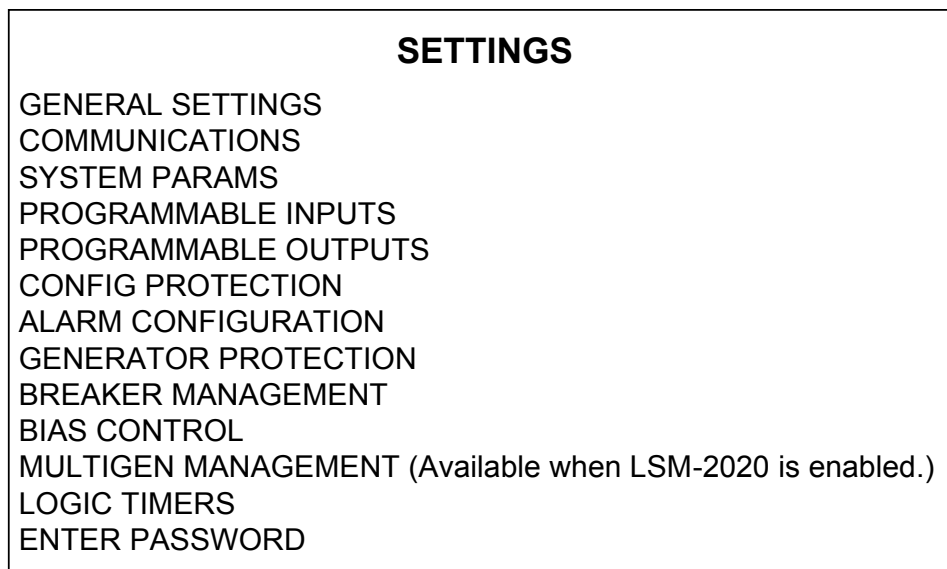 SETTINGS
GENERAL SETTINGS
COMMUNICATIONS
SYSTEM PARAMS
PROGRAMMABLE INPUTS
PROGRAMMABLE OUTPUTS
CONFIG PROTECTION
ALARM CONFIGURATION
GENERATOR PROTECTION
BREAKER MANAGEMENT
BIAS CONTROL
MULTIGEN MANAGEMENT (Available when LSM-2020 is enabled.)
LOGIC TIMERS
ENTER PASSWORD